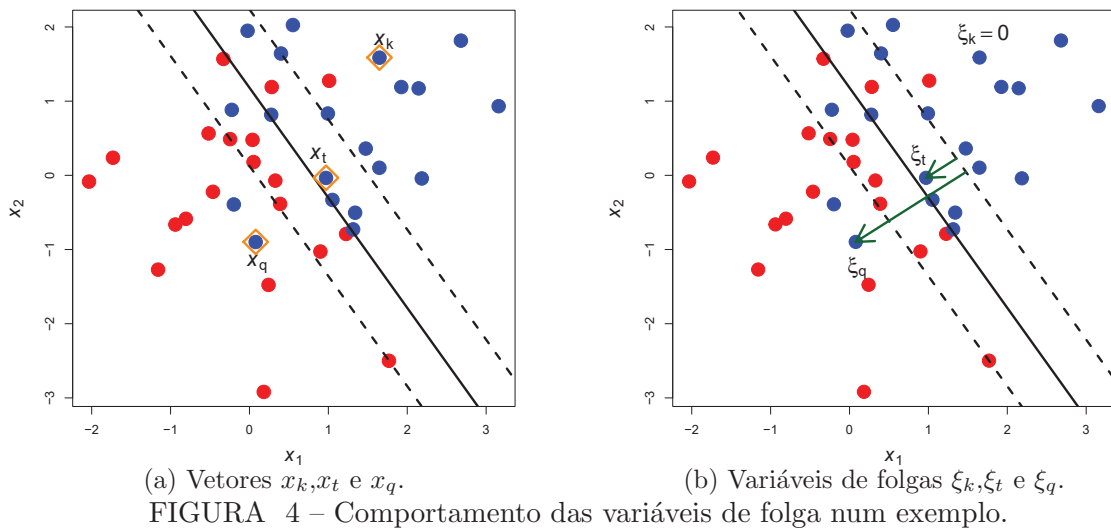 x_k
x_t
x_q
2
1
0
-1
-2
-3
x_2
-2
-1
0
1
2
3
x_1
(a) Vetores x_k,x_t e x_q.
ξ_k = 0
ξ_t
ξ_q
2
1
0
-1
-2
-3
x_2
-2
-1
0
1
2
3
x_1
(b) Variáveis de folgas ξ_k,ξ_t e ξ_q.
FIGURA 4 – Comportamento das variáveis de folga num exemplo.